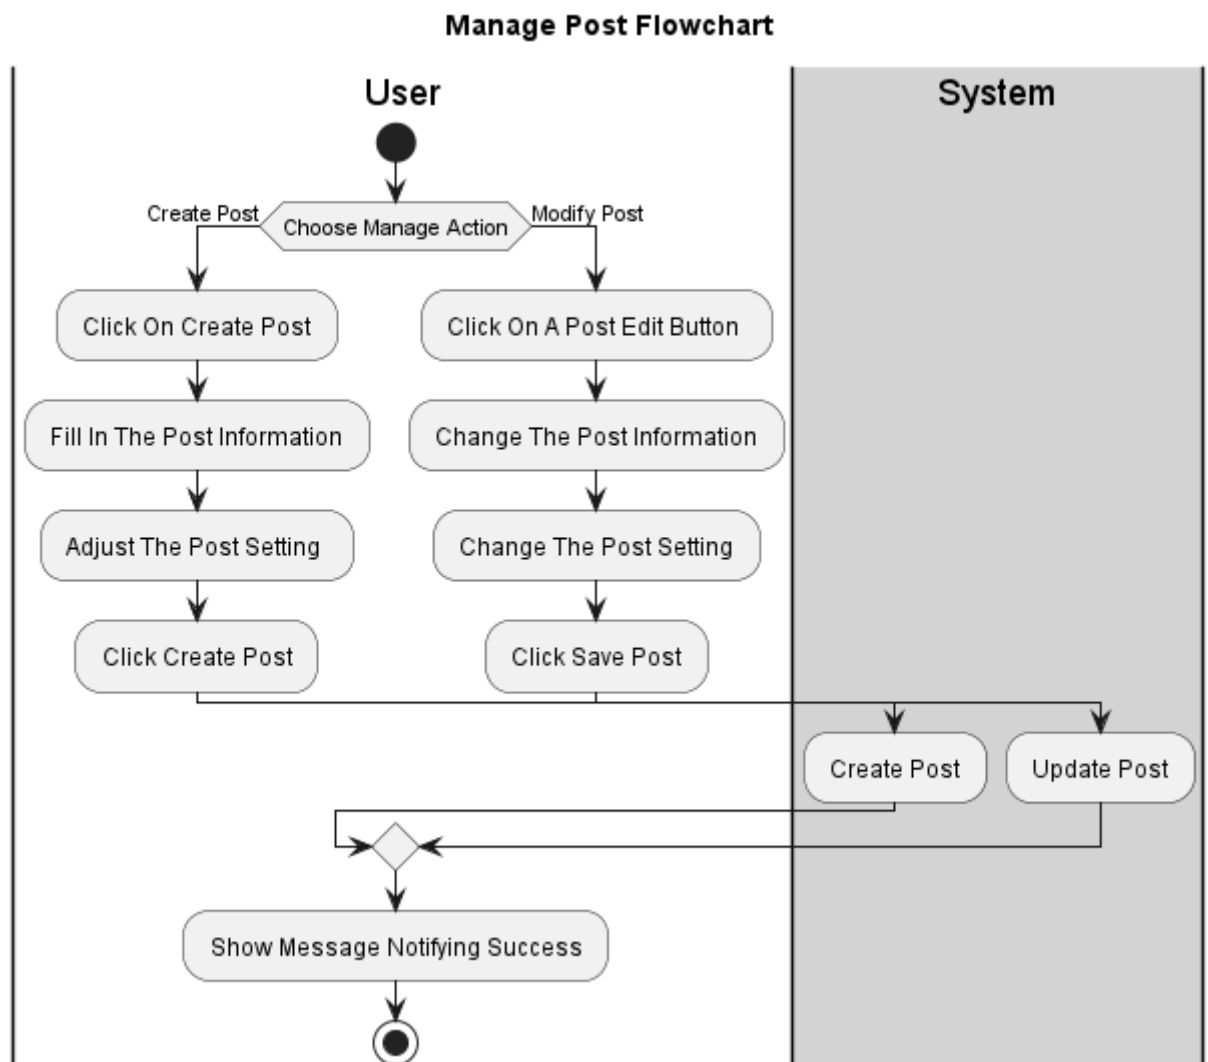 Manage Post Flowchart
User
System
Create Post
Choose Manage Action
Modify Post
Click On Create Post
Click On A Post Edit Button
Fill In The Post Information
Change The Post Information
Adjust The Post Setting
Change The Post Setting
Click Create Post
Click Save Post
Create Post
Update Post
Show Message Notifying Success